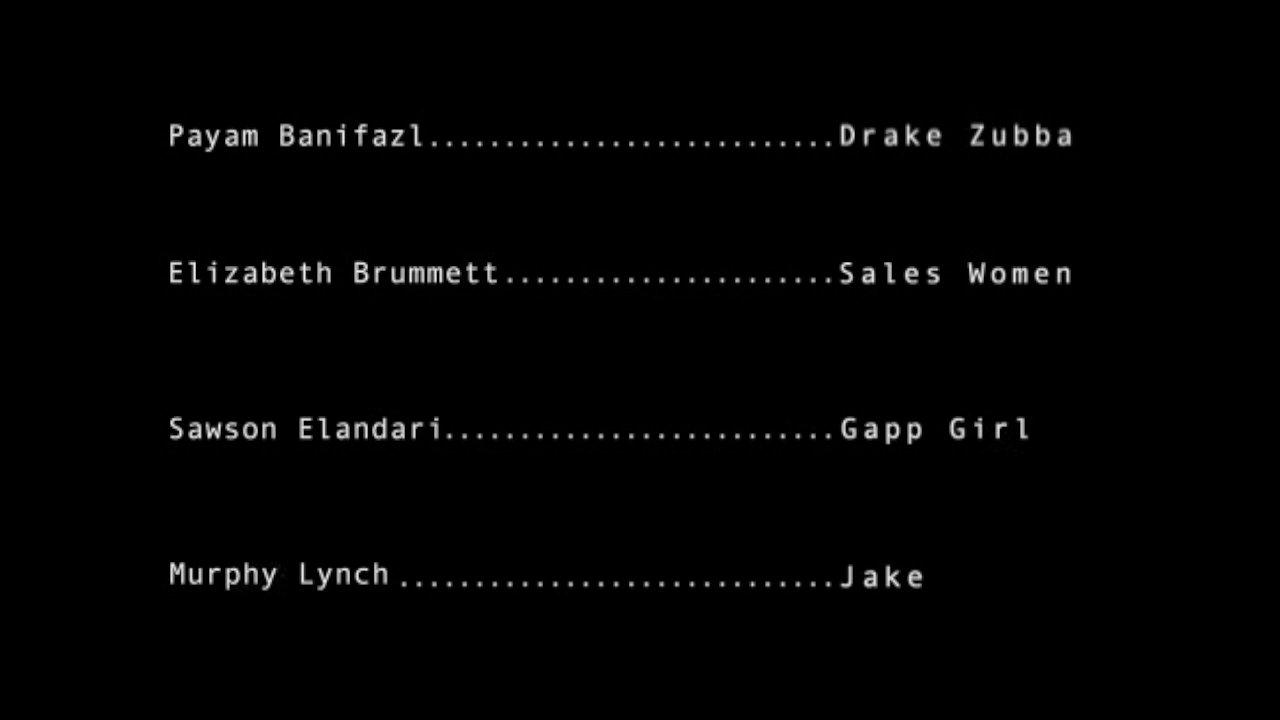 Payam Banifazl...........................Drake Zubba
Elizabeth Brummett......................Sales Women
Sawson Elandari..........................Gapp Girl
Murphy Lynch .............................Jake